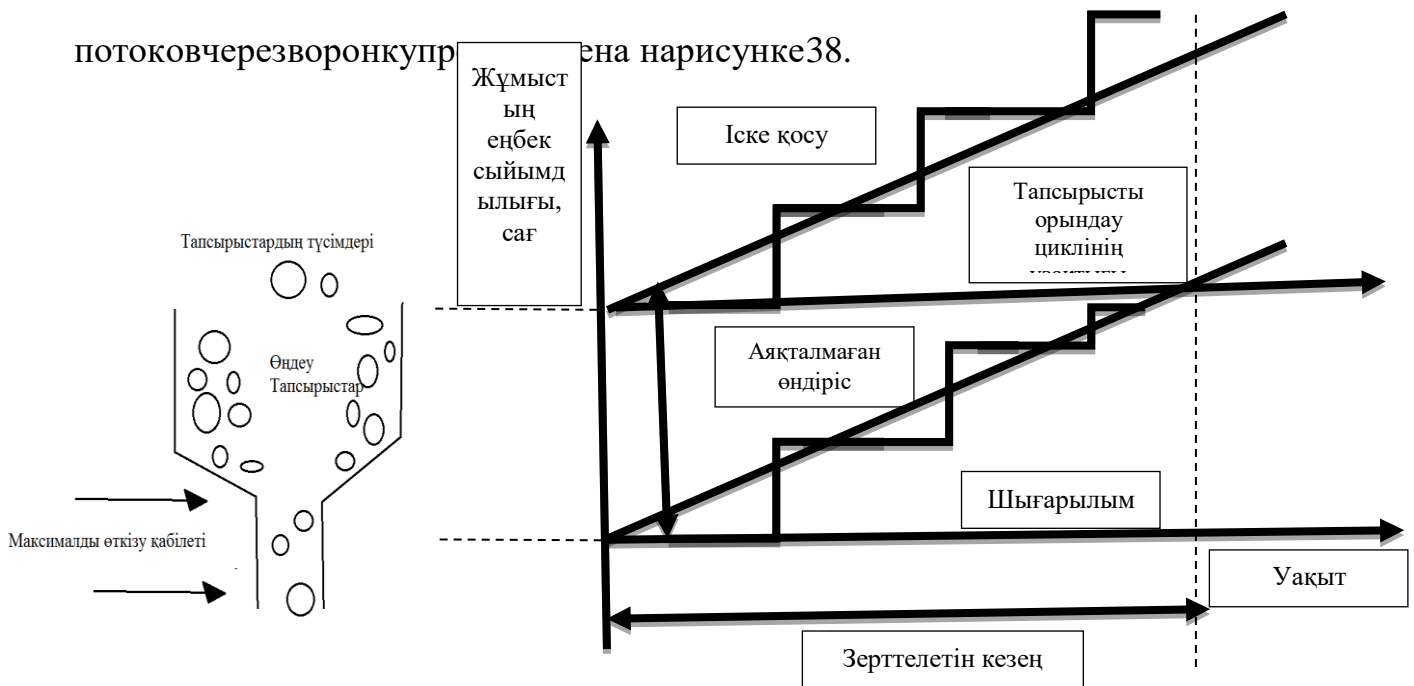 потоковчерезворонкупр ена нарисунке38.
Жұмыст
ың
еңбек
сыйымд
ылығы,
сағ
Іске қосу
Тапсырысты
орындау
циклінің
Тапсырыстардың түсімдері
Өңдеу
Тапсырыстар
Аяқталмаған
өндіріс
Шығарылым
Максималды өткізу қабілеті
Уақыт
Зерттелетін кезең